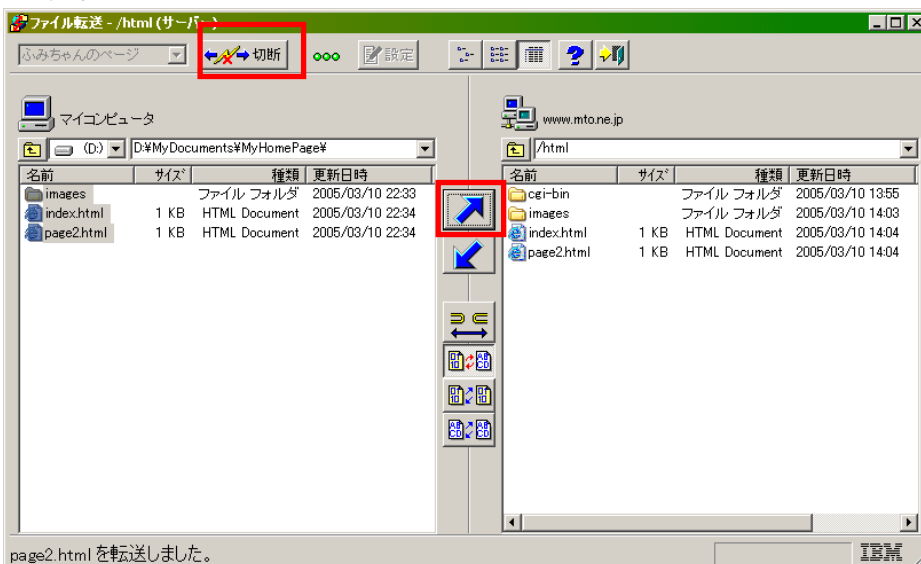 ファイル転送 - /html (サーバー)
ふみちゃんのページ 切断 設定
マイコンピュータ
(D:) D:¥MyDocuments¥MyHomePage¥
名前 サイズ 種類 更新日時
images ファイル フォルダ 2005/03/10 22:33
index.html 1 KB HTML Document 2005/03/10 22:34
page2.html 1 KB HTML Document 2005/03/10 22:34
www.mto.ne.jp
/html
名前 サイズ 種類 更新日時
cgi-bin ファイル フォルダ 2005/03/10 13:55
images ファイル フォルダ 2005/03/10 14:03
index.html 1 KB HTML Document 2005/03/10 14:04
page2.html 1 KB HTML Document 2005/03/10 14:04
page2.html を転送しました。
IBM